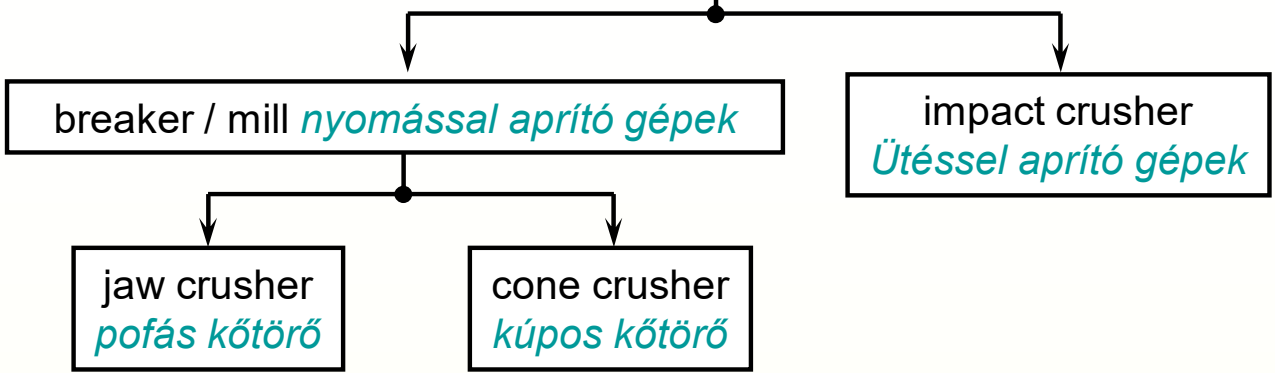 breaker / mill nyomással aprító gépek
impact crusher
Ütéssel aprító gépek
jaw crusher
pofás kőtörő
cone crusher
kúpos kőtörő